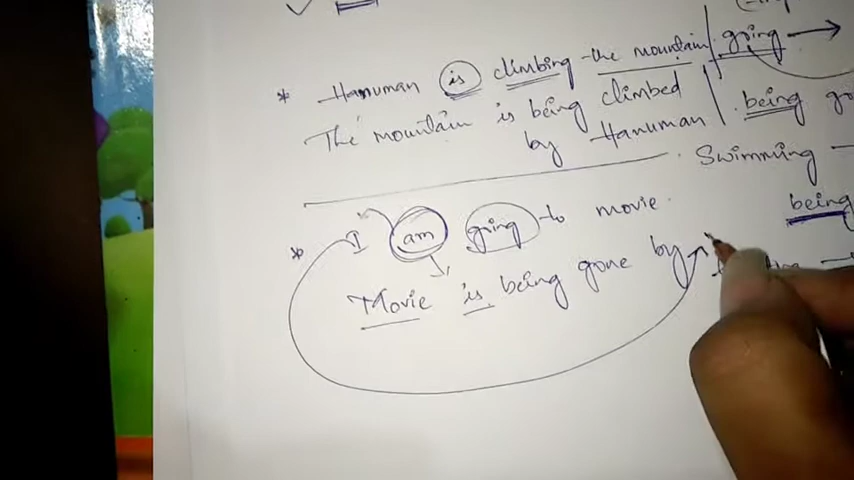 * Hanuman is climbing the mountain going →
The mountain is being climbed being
by Hanuman
Swimming
* I am going to movie. being
Movie is being gone by